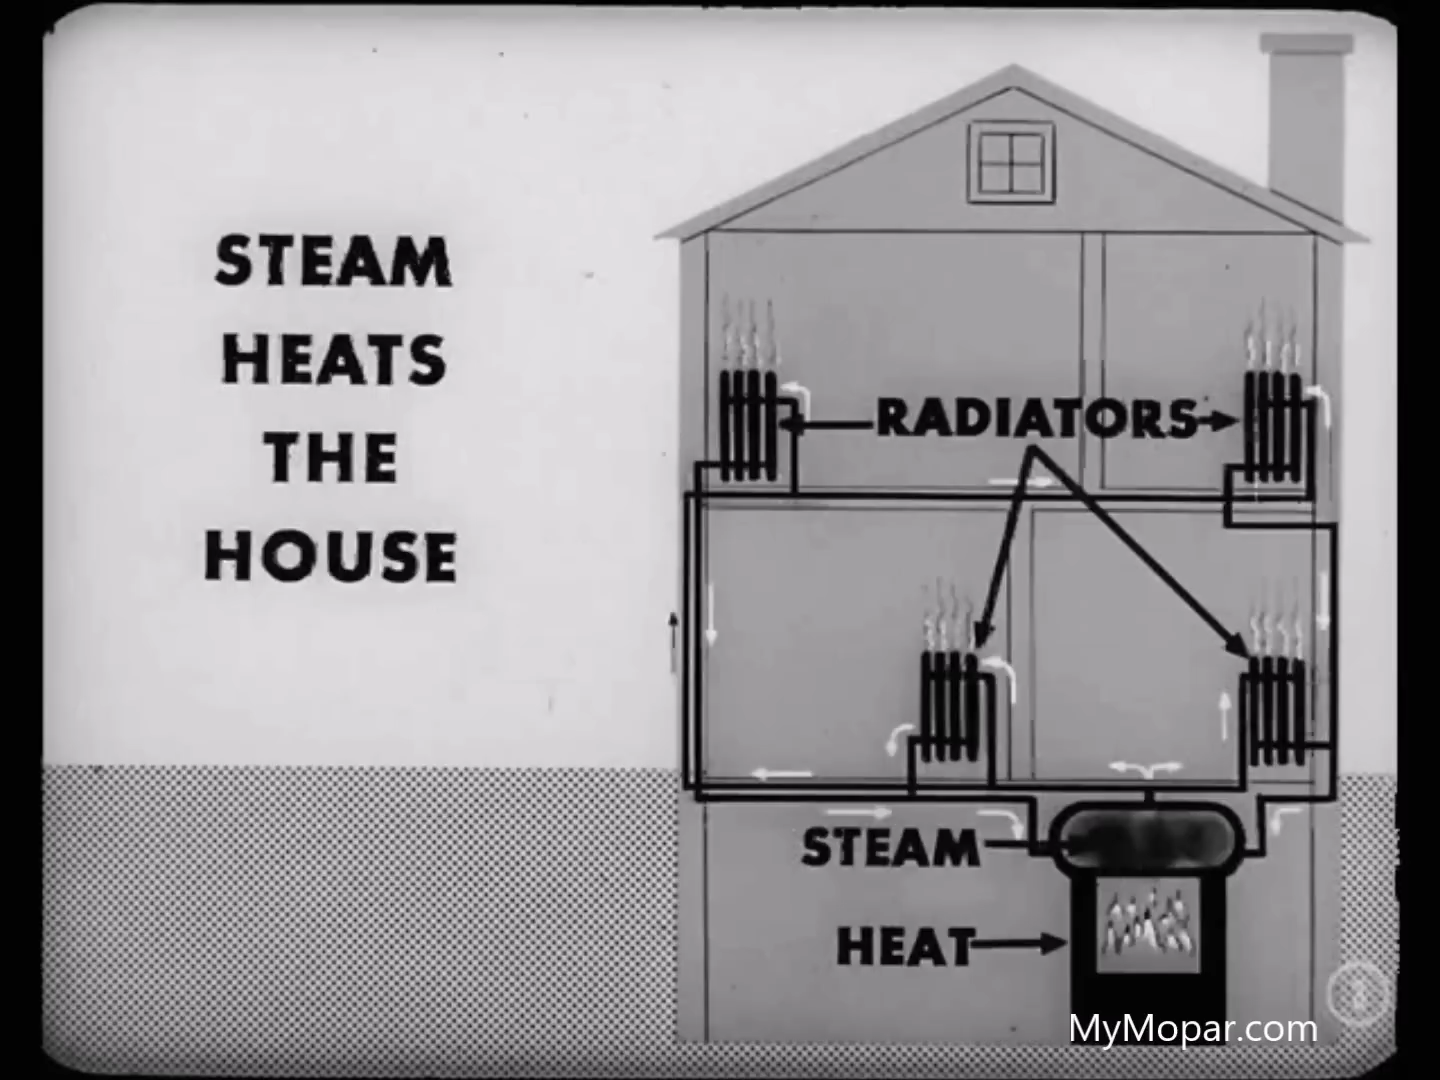 STEAM
HEATS
THE
HOUSE
RADIATORS
STEAM
HEAT
MyMopar.com